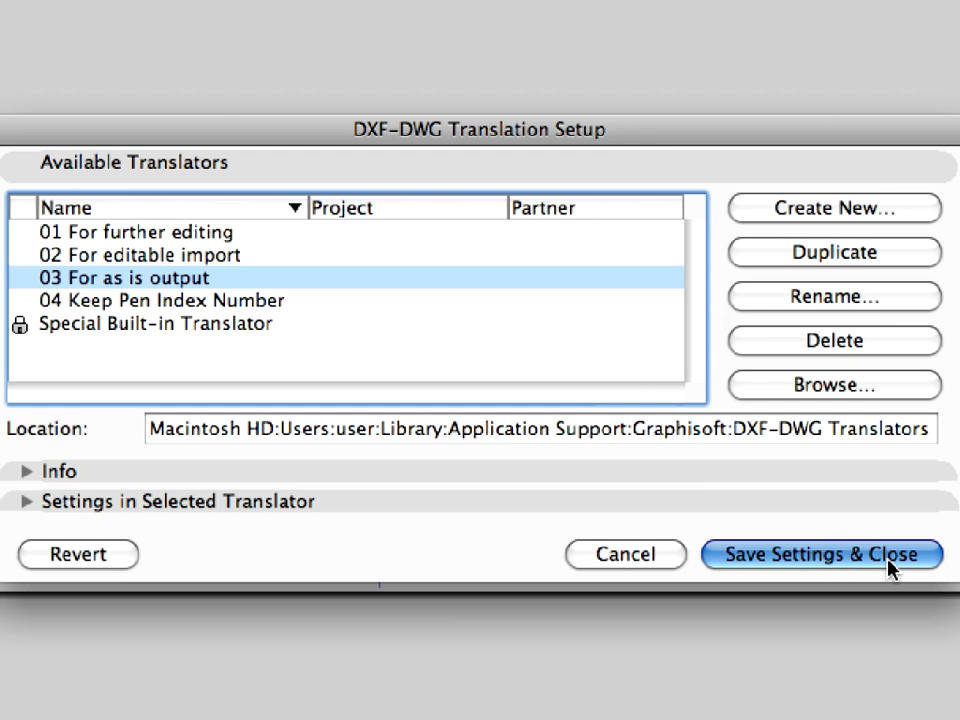 DXF-DWG Translation Setup
Available Translators
Name Project Partner
01 For further editing
02 For editable import
03 For as is output
04 Keep Pen Index Number
Special Built-in Translator
Create New...
Duplicate
Rename...
Delete
Browse...
Location: Macintosh HD:Users:user:Library:Application Support:Graphisoft:DXF-DWG Translators
Info
Settings in Selected Translator
Revert Cancel Save Settings & Close